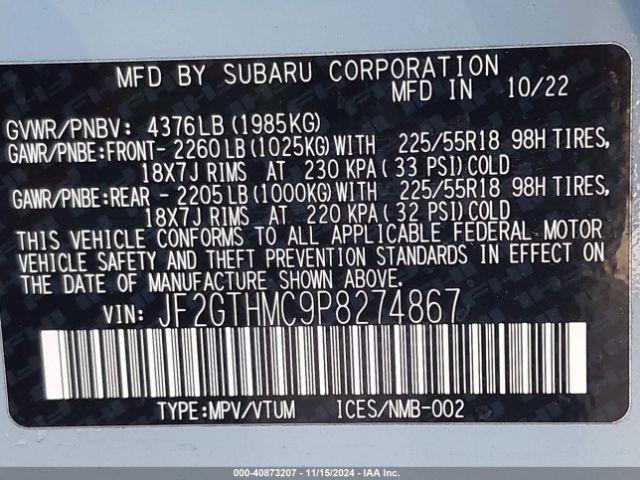 MFD BY SUBARU CORPORATION
MFD IN 10/22
GVWR/PNBV: 4376LB (1985KG)
GAWR/PNBE:FRONT- 2260LB (1025KG) WITH 225/55R18 98H TIRES,
18X7J RIMS AT 230 KPA (33 PSI) COLD
GAWR/PNBE:REAR - 2205LB (1000KG) WITH 225/55R18 98H TIRES,
18X7J RIMS AT 220 KPA (32 PSI) COLD
THIS VEHICLE CONFORMS TO ALL APPLICABLE FEDERAL MOTOR
VEHICLE SAFETY AND THEFT PREVENTION STANDARDS IN EFFECT ON
THE DATE OF MANUFACTURE SHOWN ABOVE.
VIN: JF2GTHMC9P8274867
TYPE:MPV/VTUM ICES/NMB-002
000-40873207 - 11/15/2024 - IAA Inc.